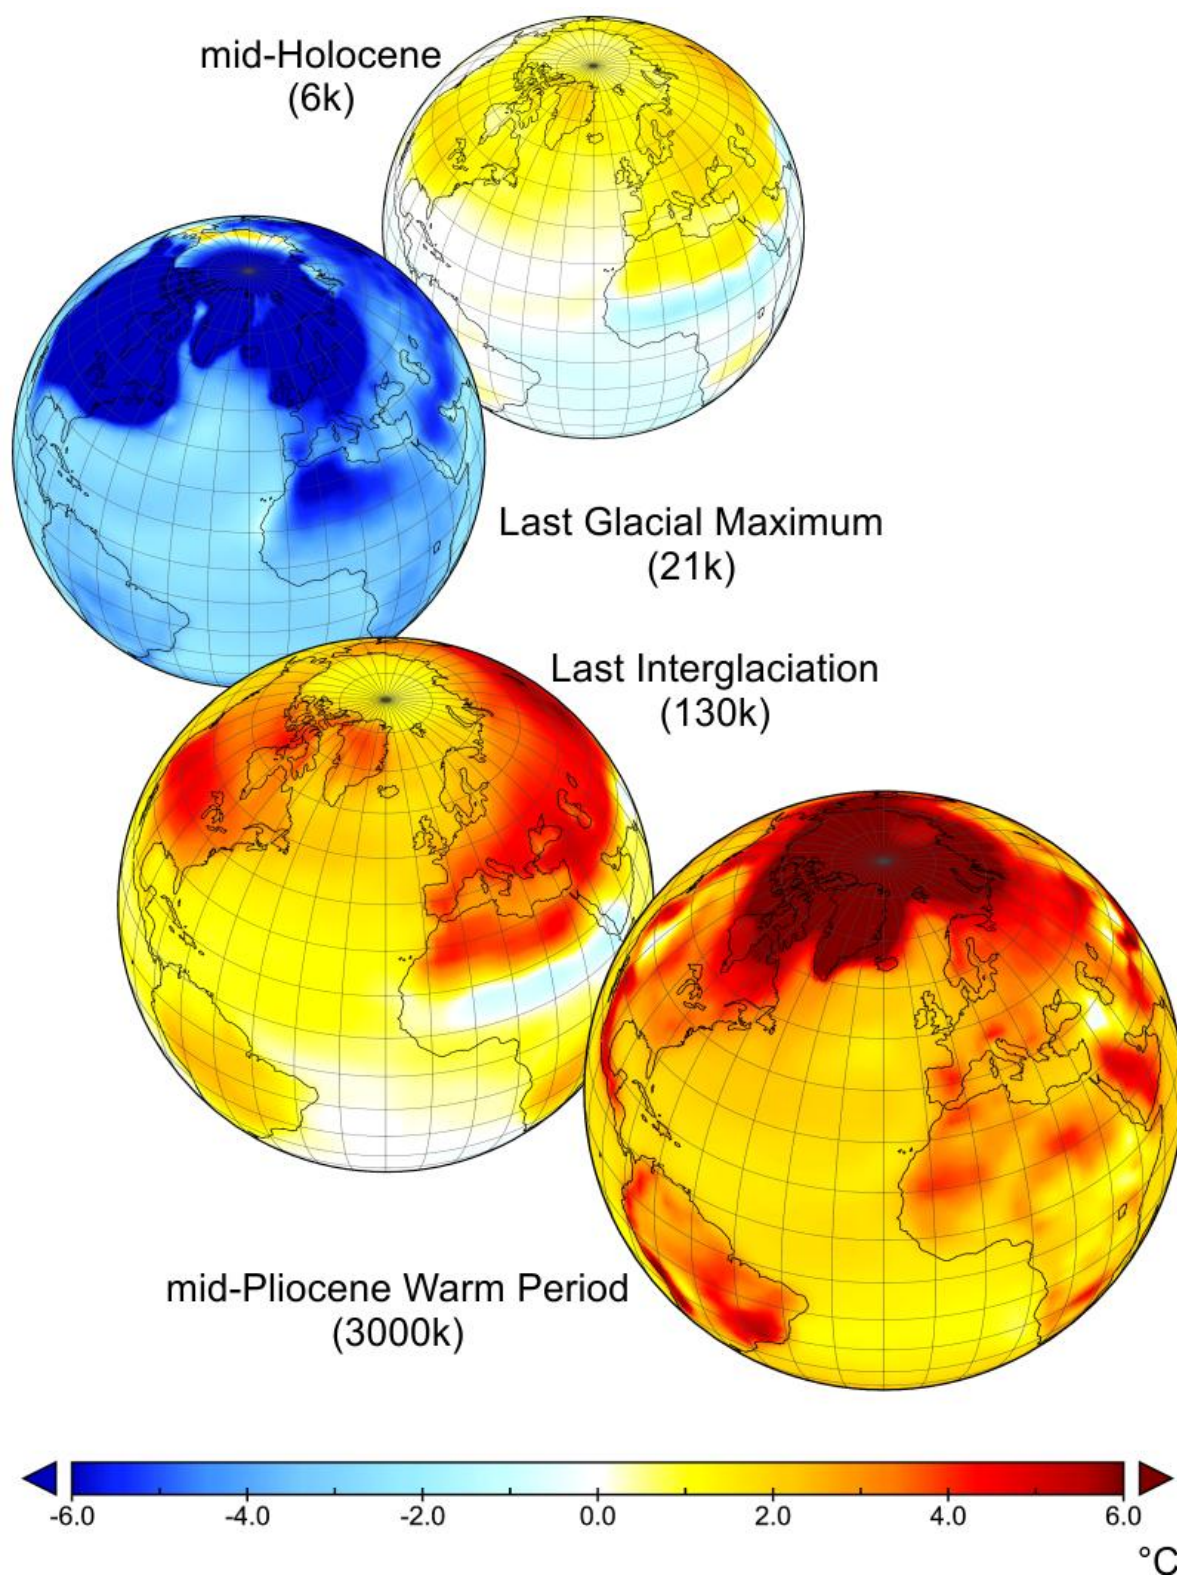 mid-Holocene
(6k)
Last Glacial Maximum
(21k)
Last Interglaciation
(130k)
mid-Pliocene Warm Period
(3000k)
-6.0 -4.0 -2.0 0.0 2.0 4.0 6.0
°C